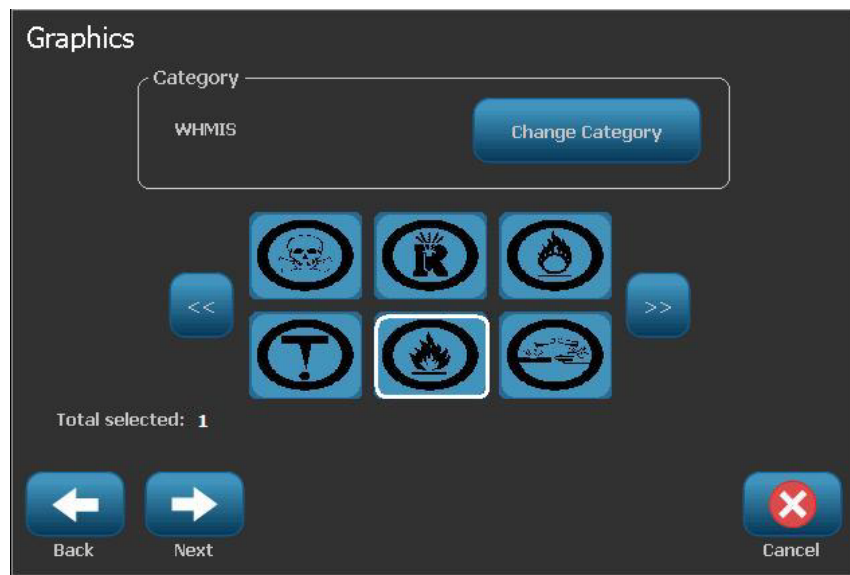 Graphics
Category
WHMIS
Change Category
<<
>>
Total selected: 1
Back
Next
Cancel